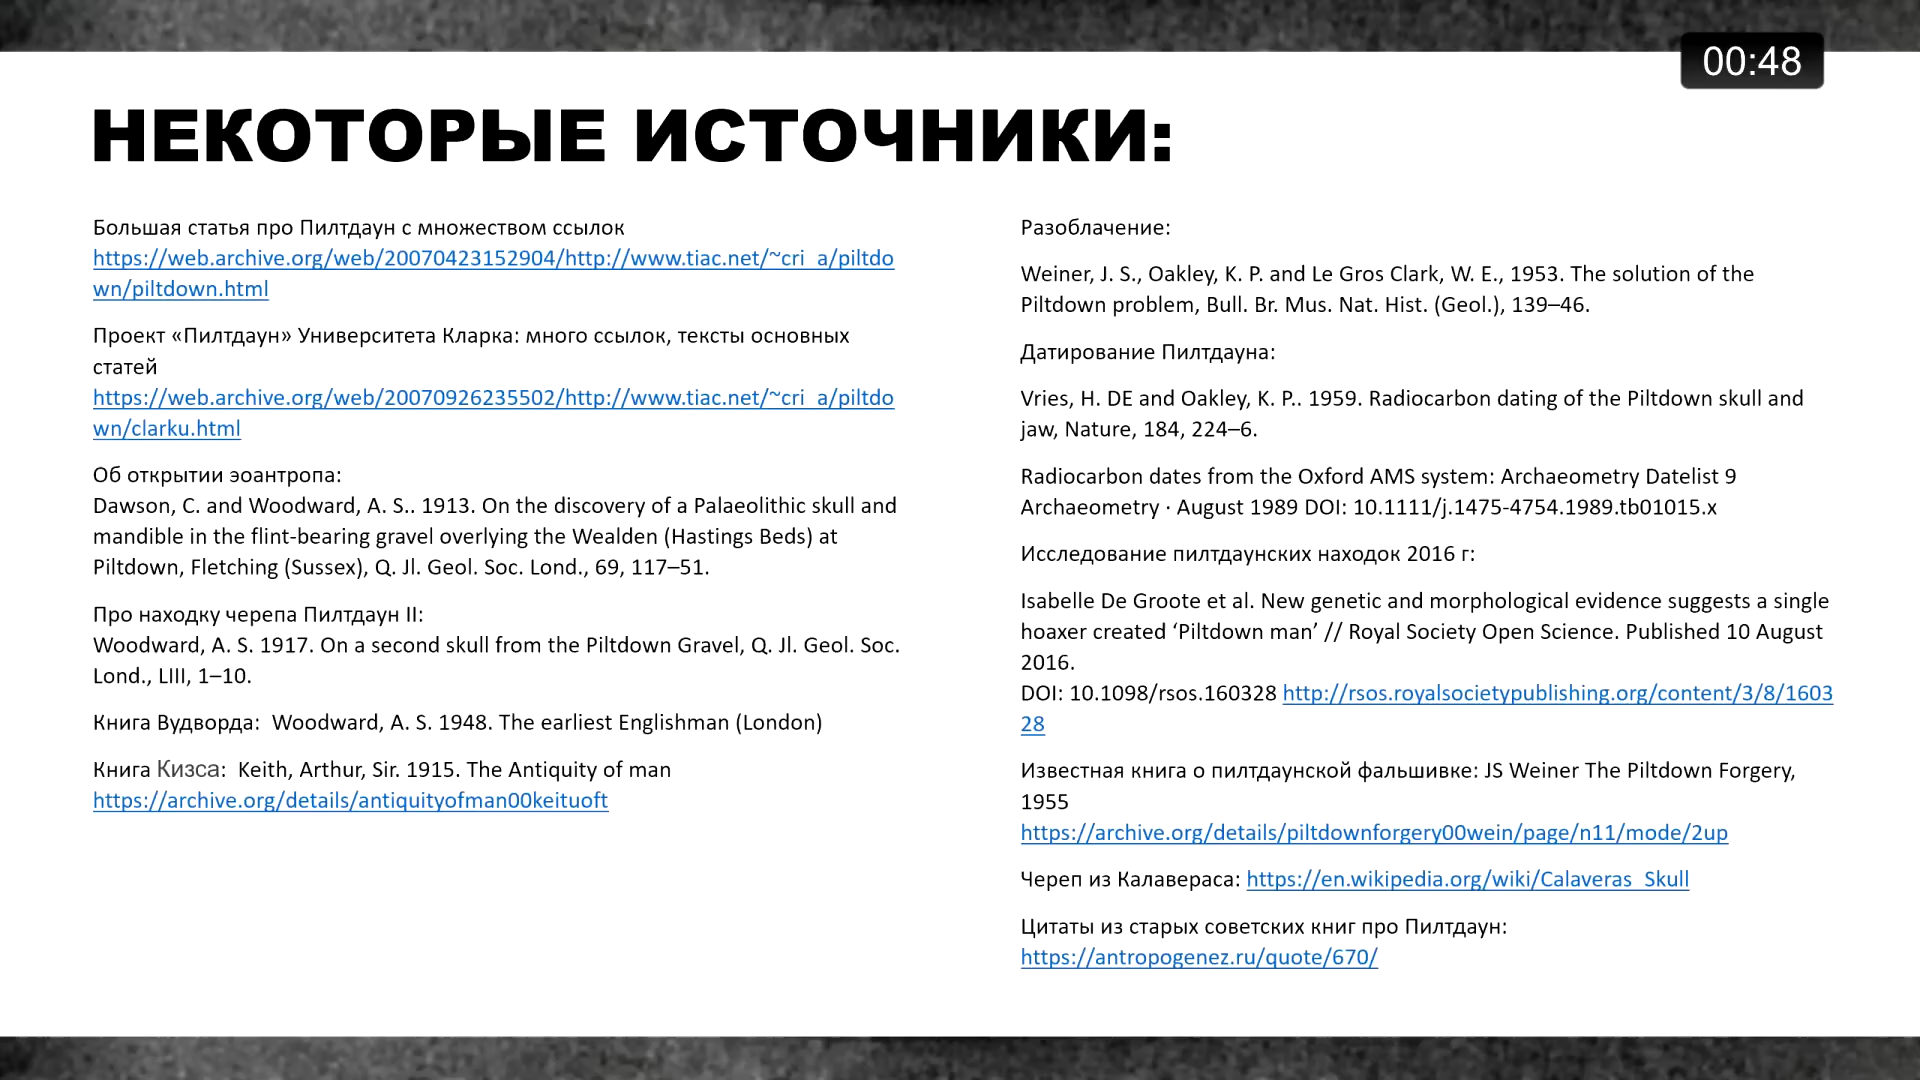 00:48
НЕКОТОРЫЕ ИСТОЧНИКИ:
Большая статья про Пилтдаун с множеством ссылок
https://web.archive.org/web/20070423152904/http://www.tiac.net/~cri_a/piltdo
wn/piltdown.html
Проект «Пилтдаун» Университета Кларка: много ссылок, тексты основных
статей
https://web.archive.org/web/20070926235502/http://www.tiac.net/~cri_a/piltdo
wn/clarku.html
Об открытии эоантропа:
Dawson, C. and Woodward, A. S.. 1913. On the discovery of a Palaeolithic skull and
mandible in the flint-bearing gravel overlying the Wealden (Hastings Beds) at
Piltdown, Fletching (Sussex), Q. Jl. Geol. Soc. Lond., 69, 117–51.
Про находку черепа Пилтдаун II:
Woodward, A. S. 1917. On a second skull from the Piltdown Gravel, Q. Jl. Geol. Soc.
Lond., LIII, 1–10.
Книга Вудворда: Woodward, A. S. 1948. The earliest Englishman (London)
Книга Кизса: Keith, Arthur, Sir. 1915. The Antiquity of man
https://archive.org/details/antiquityofman00keituoft
Разоблачение:
Weiner, J. S., Oakley, K. P. and Le Gros Clark, W. E., 1953. The solution of the
Piltdown problem, Bull. Br. Mus. Nat. Hist. (Geol.), 139–46.
Датирование Пилтдауна:
Vries, H. DE and Oakley, K. P.. 1959. Radiocarbon dating of the Piltdown skull and
jaw, Nature, 184, 224–6.
Radiocarbon dates from the Oxford AMS system: Archaeometry Datelist 9
Archaeometry · August 1989 DOI: 10.1111/j.1475-4754.1989.tb01015.x
Исследование пилтдаунских находок 2016 г:
Isabelle De Groote et al. New genetic and morphological evidence suggests a single
hoaxer created ‘Piltdown man’ // Royal Society Open Science. Published 10 August
2016.
DOI: 10.1098/rsos.160328 http://rsos.royalsocietypublishing.org/content/3/8/1603
28
Известная книга о пилтдаунской фальшивке: JS Weiner The Piltdown Forgery,
1955
https://archive.org/details/piltdownforgery00wein/page/n11/mode/2up
Череп из Калавераса: https://en.wikipedia.org/wiki/Calaveras_Skull
Цитаты из старых советских книг про Пилтдаун:
https://antropogenez.ru/quote/670/